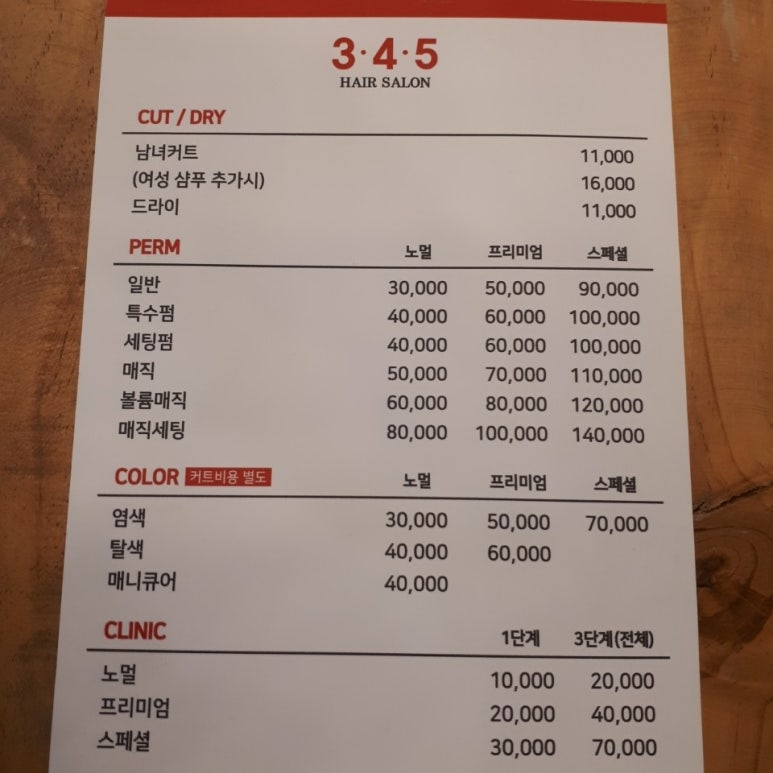 3·4·5
HAIR SALON
CUT / DRY
남녀커트 11,000
(여성 샴푸 추가시) 16,000
드라이 11,000
PERM 노멀 프리미엄 스페셜
일반 30,000 50,000 90,000
특수펌 40,000 60,000 100,000
세팅펌 40,000 60,000 100,000
매직 50,000 70,000 110,000
볼륨매직 60,000 80,000 120,000
매직세팅 80,000 100,000 140,000
COLOR 커트비용 별도 노멀 프리미엄 스페셜
염색 30,000 50,000 70,000
탈색 40,000 60,000
매니큐어 40,000
CLINIC 1단계 3단계(전체)
노멀 10,000 20,000
프리미엄 20,000 40,000
스페셜 30,000 70,000